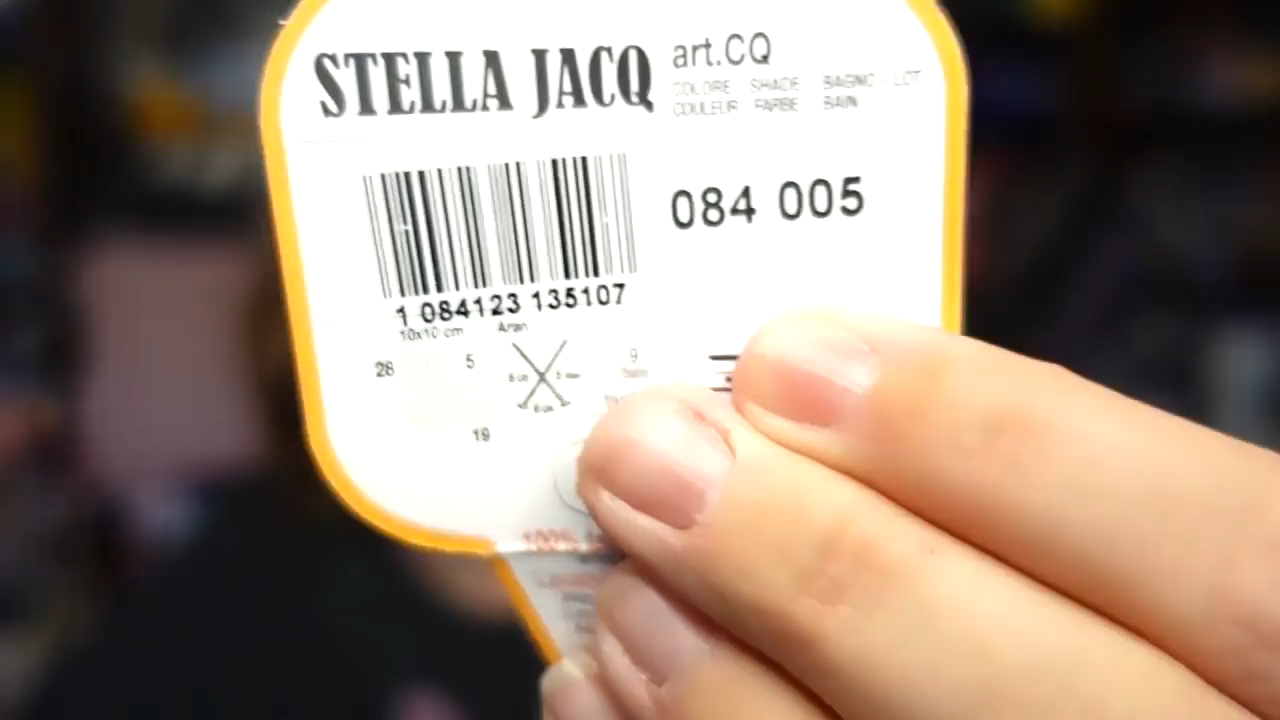 STELLA JACQ
art.CQ
COLORE SHADE BAGNO - LOT
COULEUR FARBE BAIN
084 005
1 084123 135107
10x10 cm Aran
28
5
9
19
100%